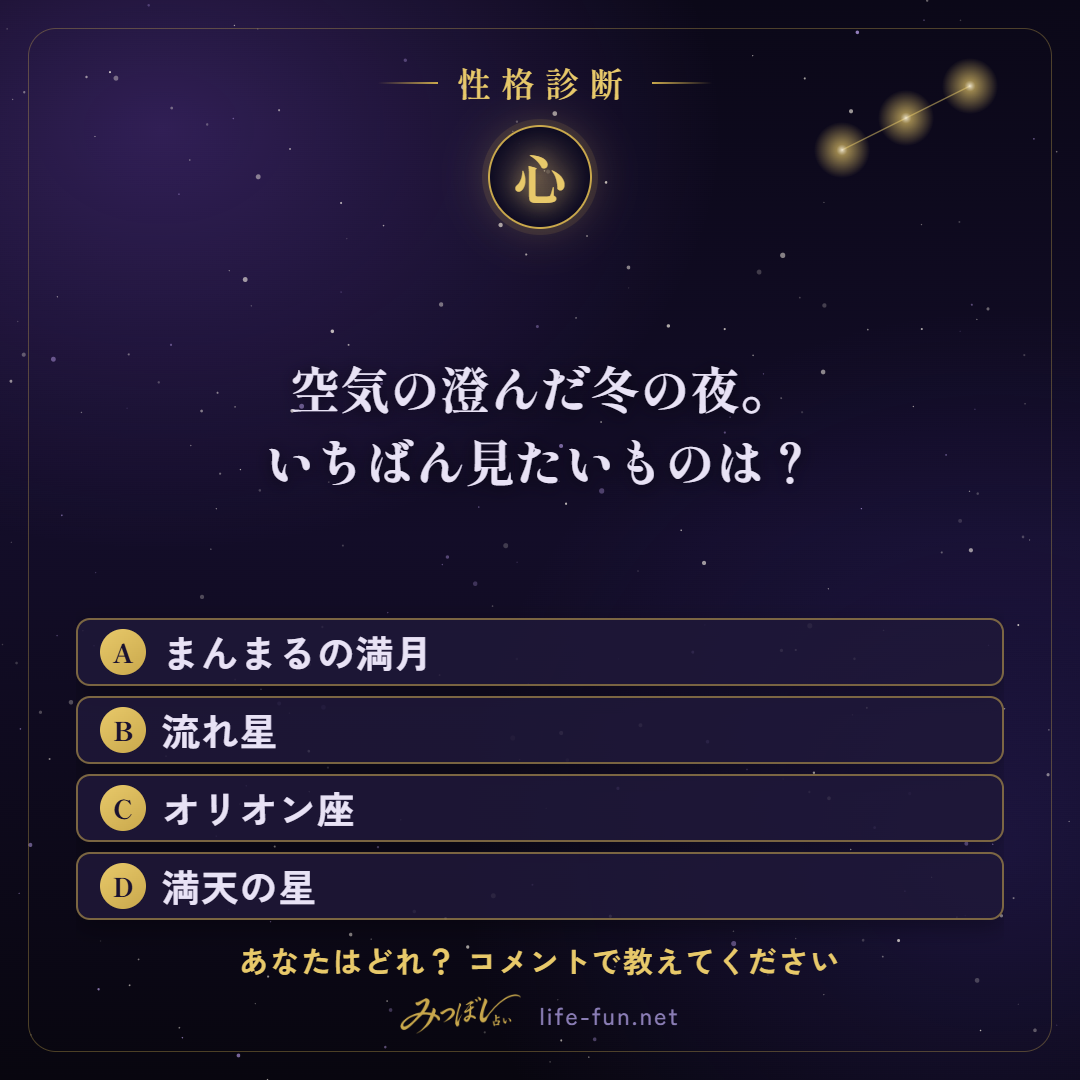 性格診断
心
空気の澄んだ冬の夜。
いちばん見たいものは？
A まんまるの満月
B 流れ星
C オリオン座
D 満天の星
あなたはどれ？ コメントで教えてください
みつぼし占い life-fun.net